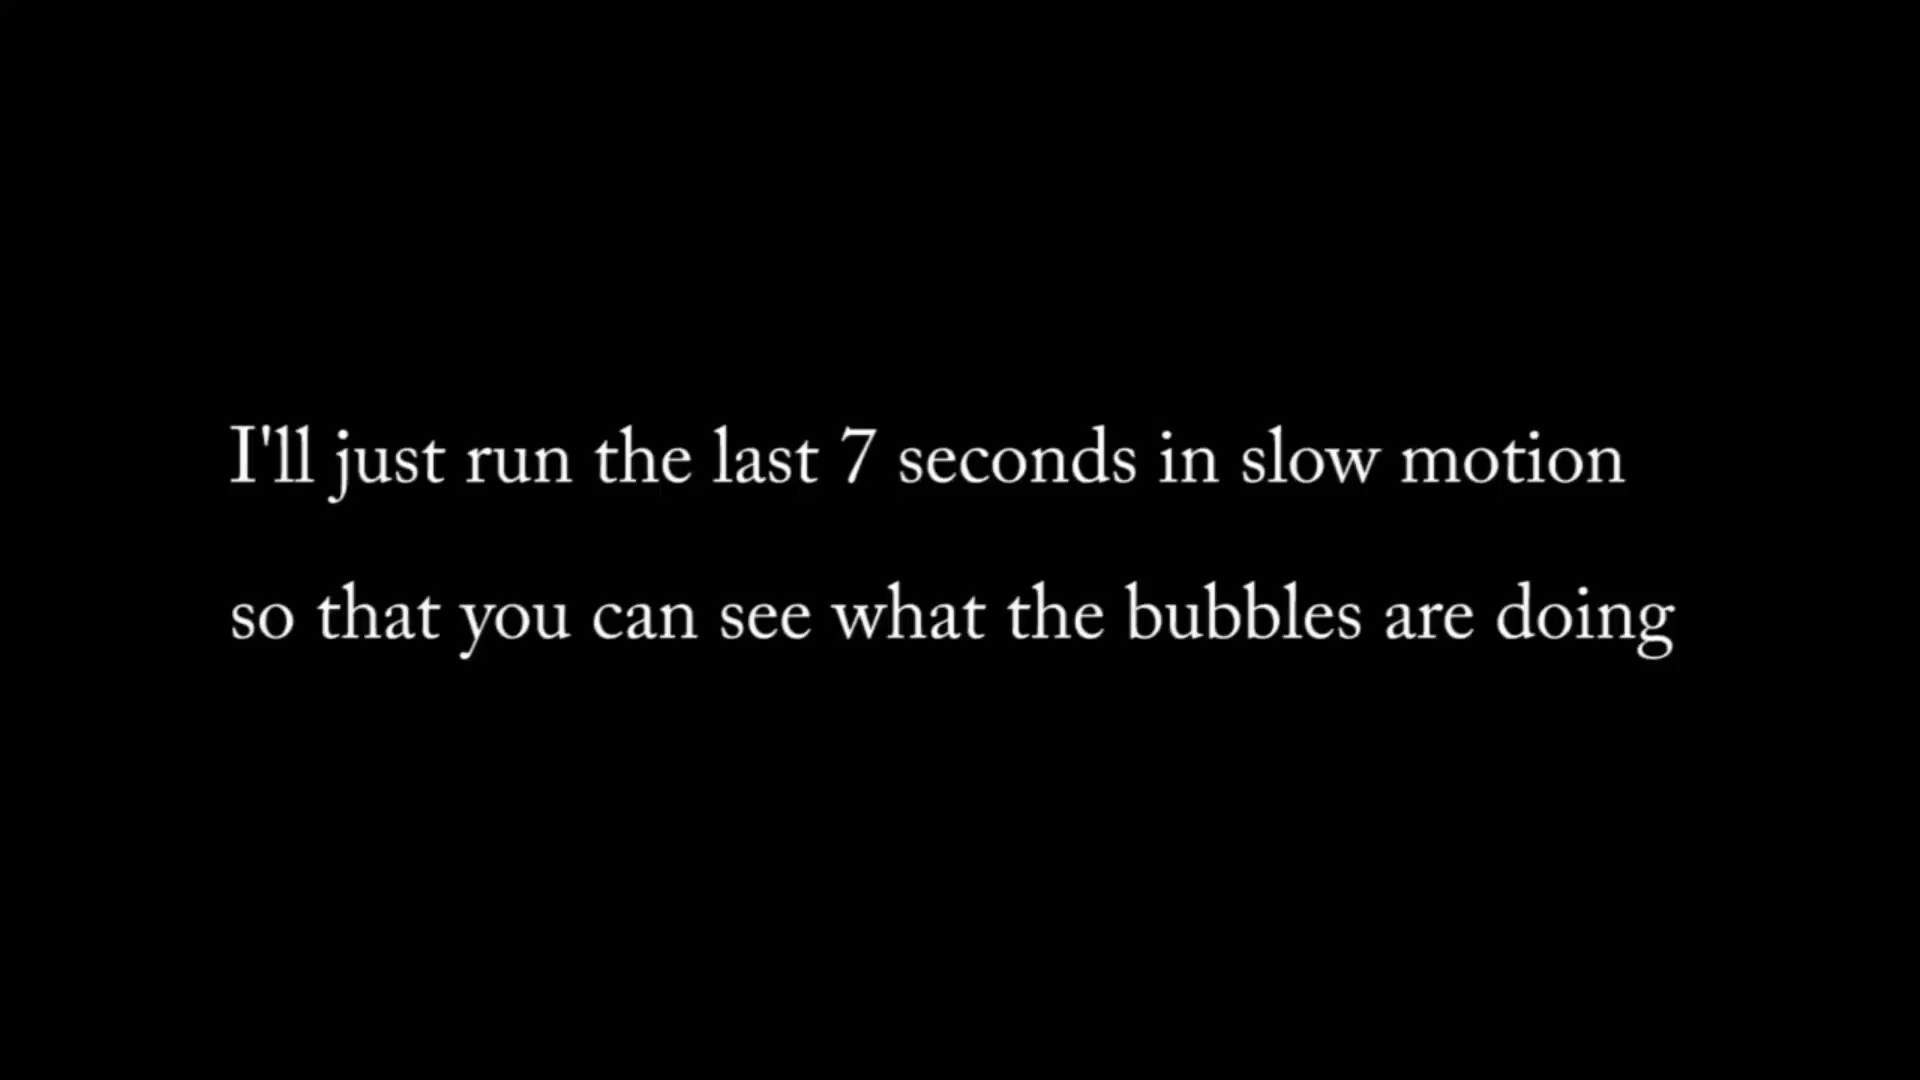 I'll just run the last 7 seconds in slow motion
so that you can see what the bubbles are doing